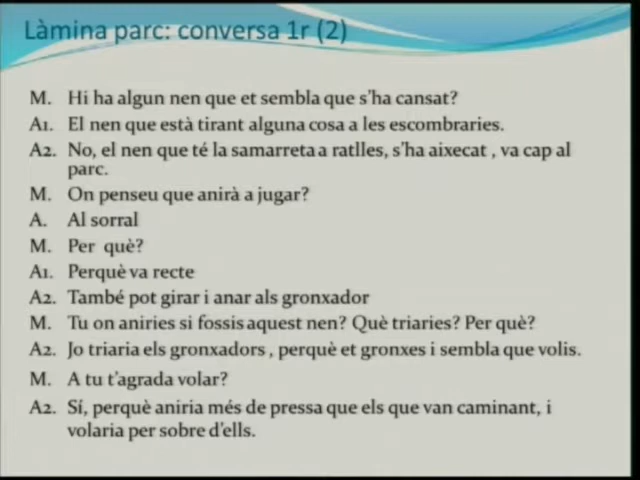 Làmina parc: conversa 1r (2)
M. Hi ha algun nen que et sembla que s'ha cansat?
A1. El nen que està tirant alguna cosa a les escombraries.
A2. No, el nen que té la samarreta a ratlles, s'ha aixecat , va cap al
parc.
M. On penseu que anirà a jugar?
A. Al sorral
M. Per què?
A1. Perquè va recte
A2. També pot girar i anar als gronxador
M. Tu on aniries si fossis aquest nen? Què triaries? Per què?
A2. Jo triaria els gronxadors , perquè et gronxes i sembla que volis.
M. A tu t'agrada volar?
A2. Sí, perquè aniria més de pressa que els que van caminant, i
volaria per sobre d'ells.